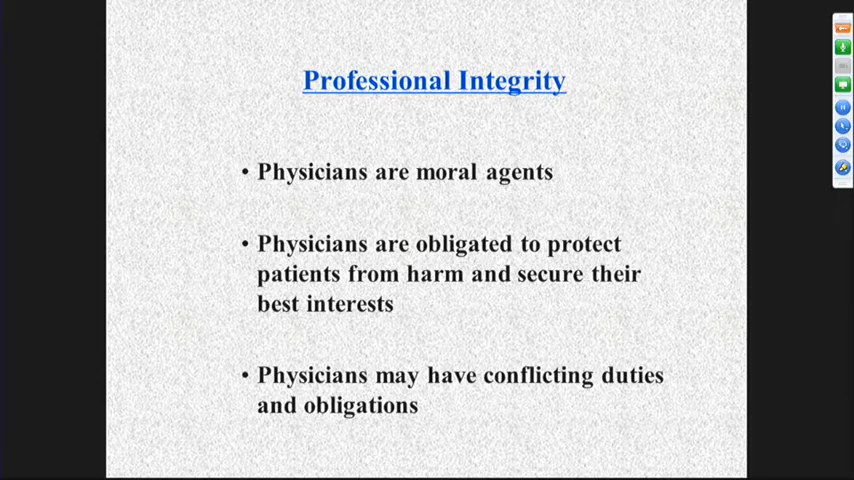 Professional Integrity
• Physicians are moral agents
• Physicians are obligated to protect
patients from harm and secure their
best interests
• Physicians may have conflicting duties
and obligations